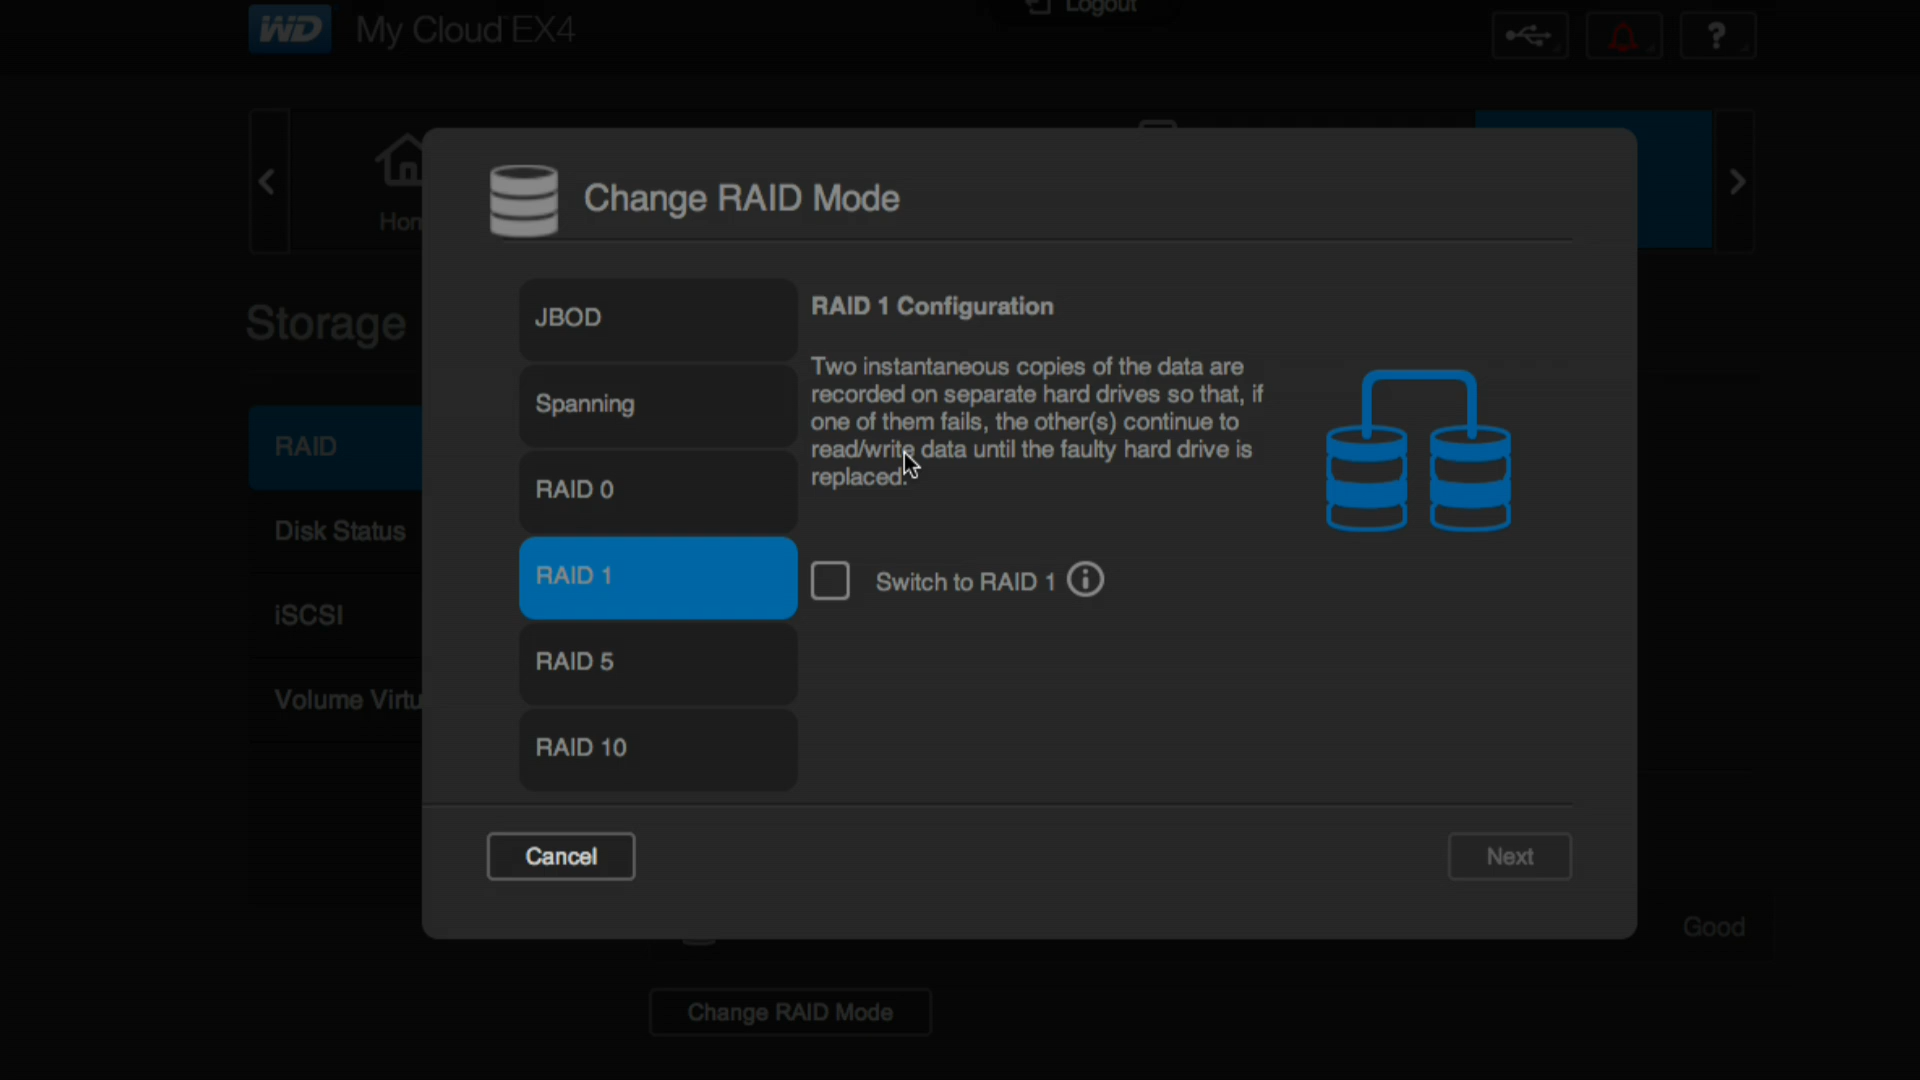 WD My Cloud EX4
Logout
?
Hom
Change RAID Mode
Storage
JBOD
Spanning
RAID 0
RAID 1
RAID 5
RAID 10
RAID 1 Configuration
Two instantaneous copies of the data are
recorded on separate hard drives so that, if
one of them fails, the other(s) continue to
read/write data until the faulty hard drive is
replaced.
Switch to RAID 1
RAID
Disk Status
iSCSI
Volume Virtu
Cancel
Next
Good
Change RAID Mode